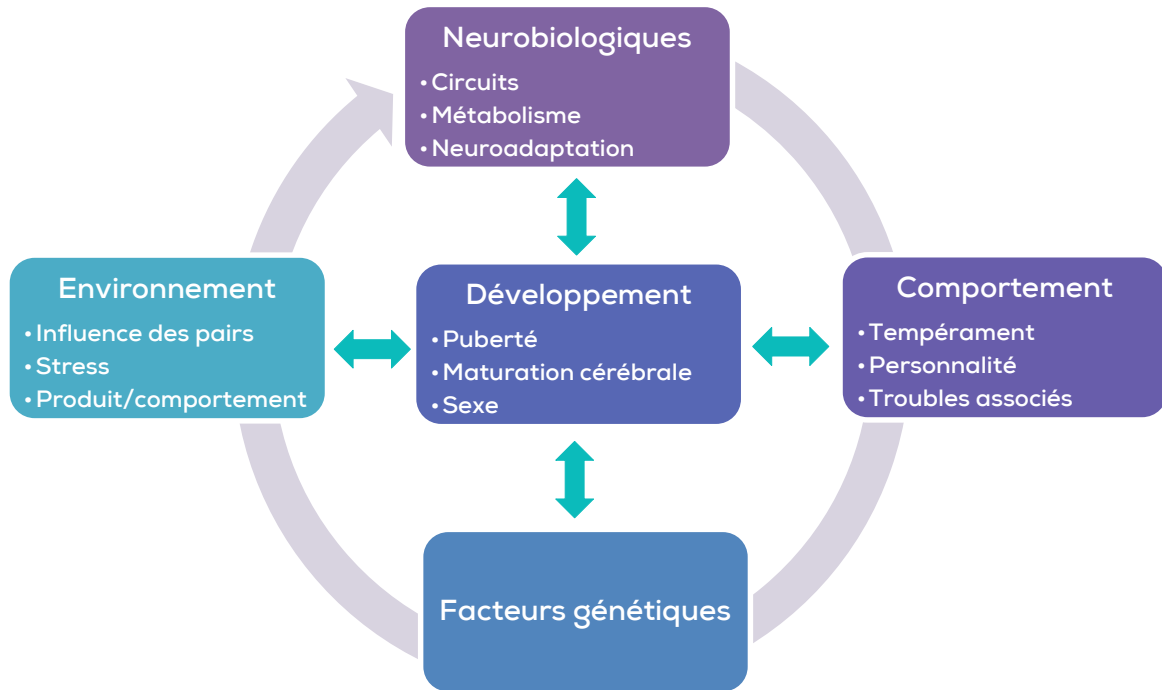 Neurobiologiques
• Circuits
• Métabolisme
• Neuroadaptation
Environnement
• Influence des pairs
• Stress
• Produit/comportement
Développement
• Puberté
• Maturation cérébrale
• Sexe
Comportement
• Tempérament
• Personnalité
• Troubles associés
Facteurs génétiques